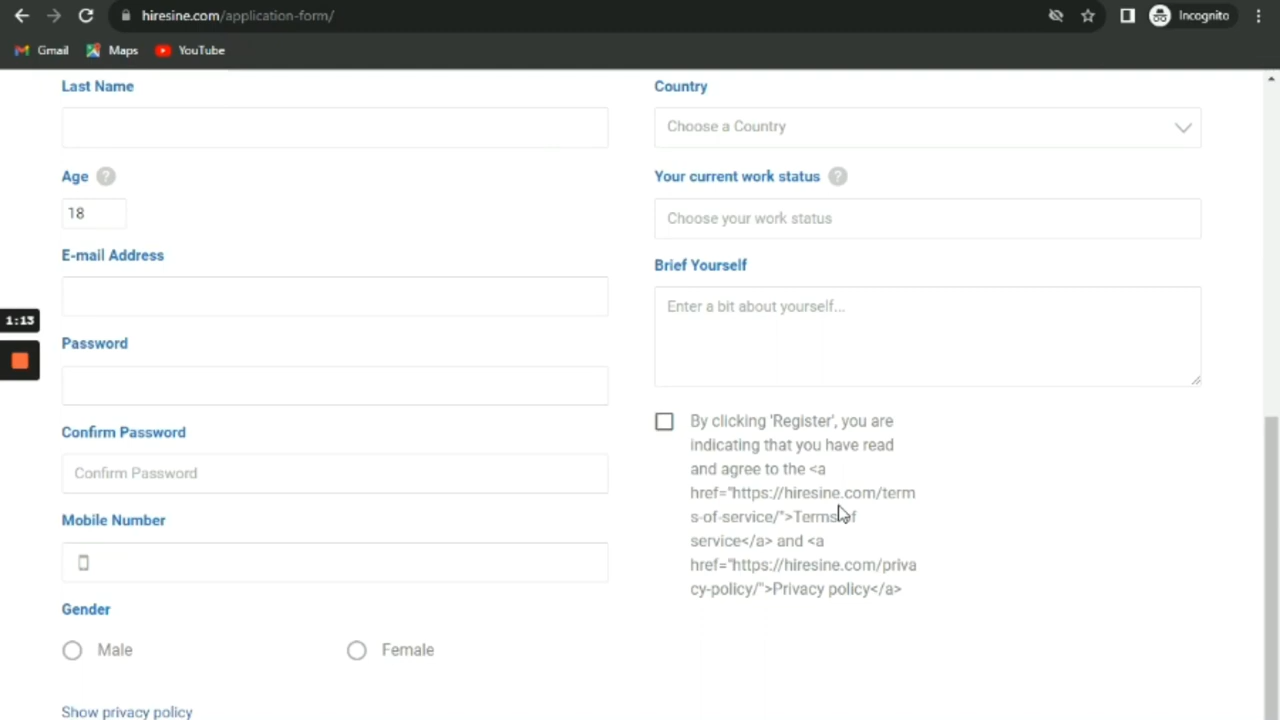 hiresine.com/application-form/
Incognito
Gmail
Maps
YouTube
Last Name
Age ?
18
E-mail Address
1:13
Password
Confirm Password
Confirm Password
Mobile Number
Gender
Male
Female
Show privacy policy
Country
Choose a Country
Your current work status ?
Choose your work status
Brief Yourself
Enter a bit about yourself...
By clicking 'Register', you are
indicating that you have read
and agree to the <a
href="https://hiresine.com/term
s-of-service/">Terms of
service</a> and <a
href="https://hiresine.com/priva
cy-policy/">Privacy policy</a>